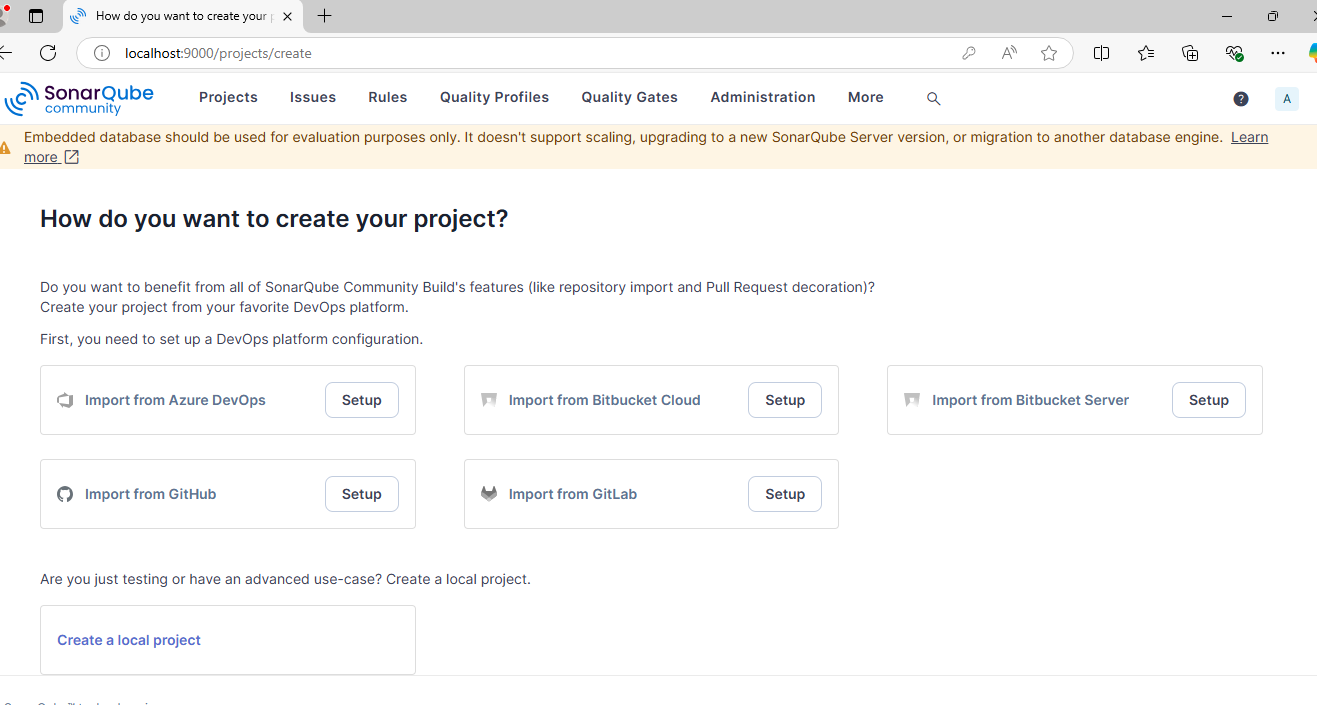 How do you want to create your p
localhost:9000/projects/create
SonarQube
community
Projects Issues Rules Quality Profiles Quality Gates Administration More
A
Embedded database should be used for evaluation purposes only. It doesn't support scaling, upgrading to a new SonarQube Server version, or migration to another database engine. Learn
more
How do you want to create your project?
Do you want to benefit from all of SonarQube Community Build's features (like repository import and Pull Request decoration)?
Create your project from your favorite DevOps platform.
First, you need to set up a DevOps platform configuration.
Import from Azure DevOps Setup Import from Bitbucket Cloud Setup Import from Bitbucket Server Setup
Import from GitHub Setup Import from GitLab Setup
Are you just testing or have an advanced use-case? Create a local project.
Create a local project